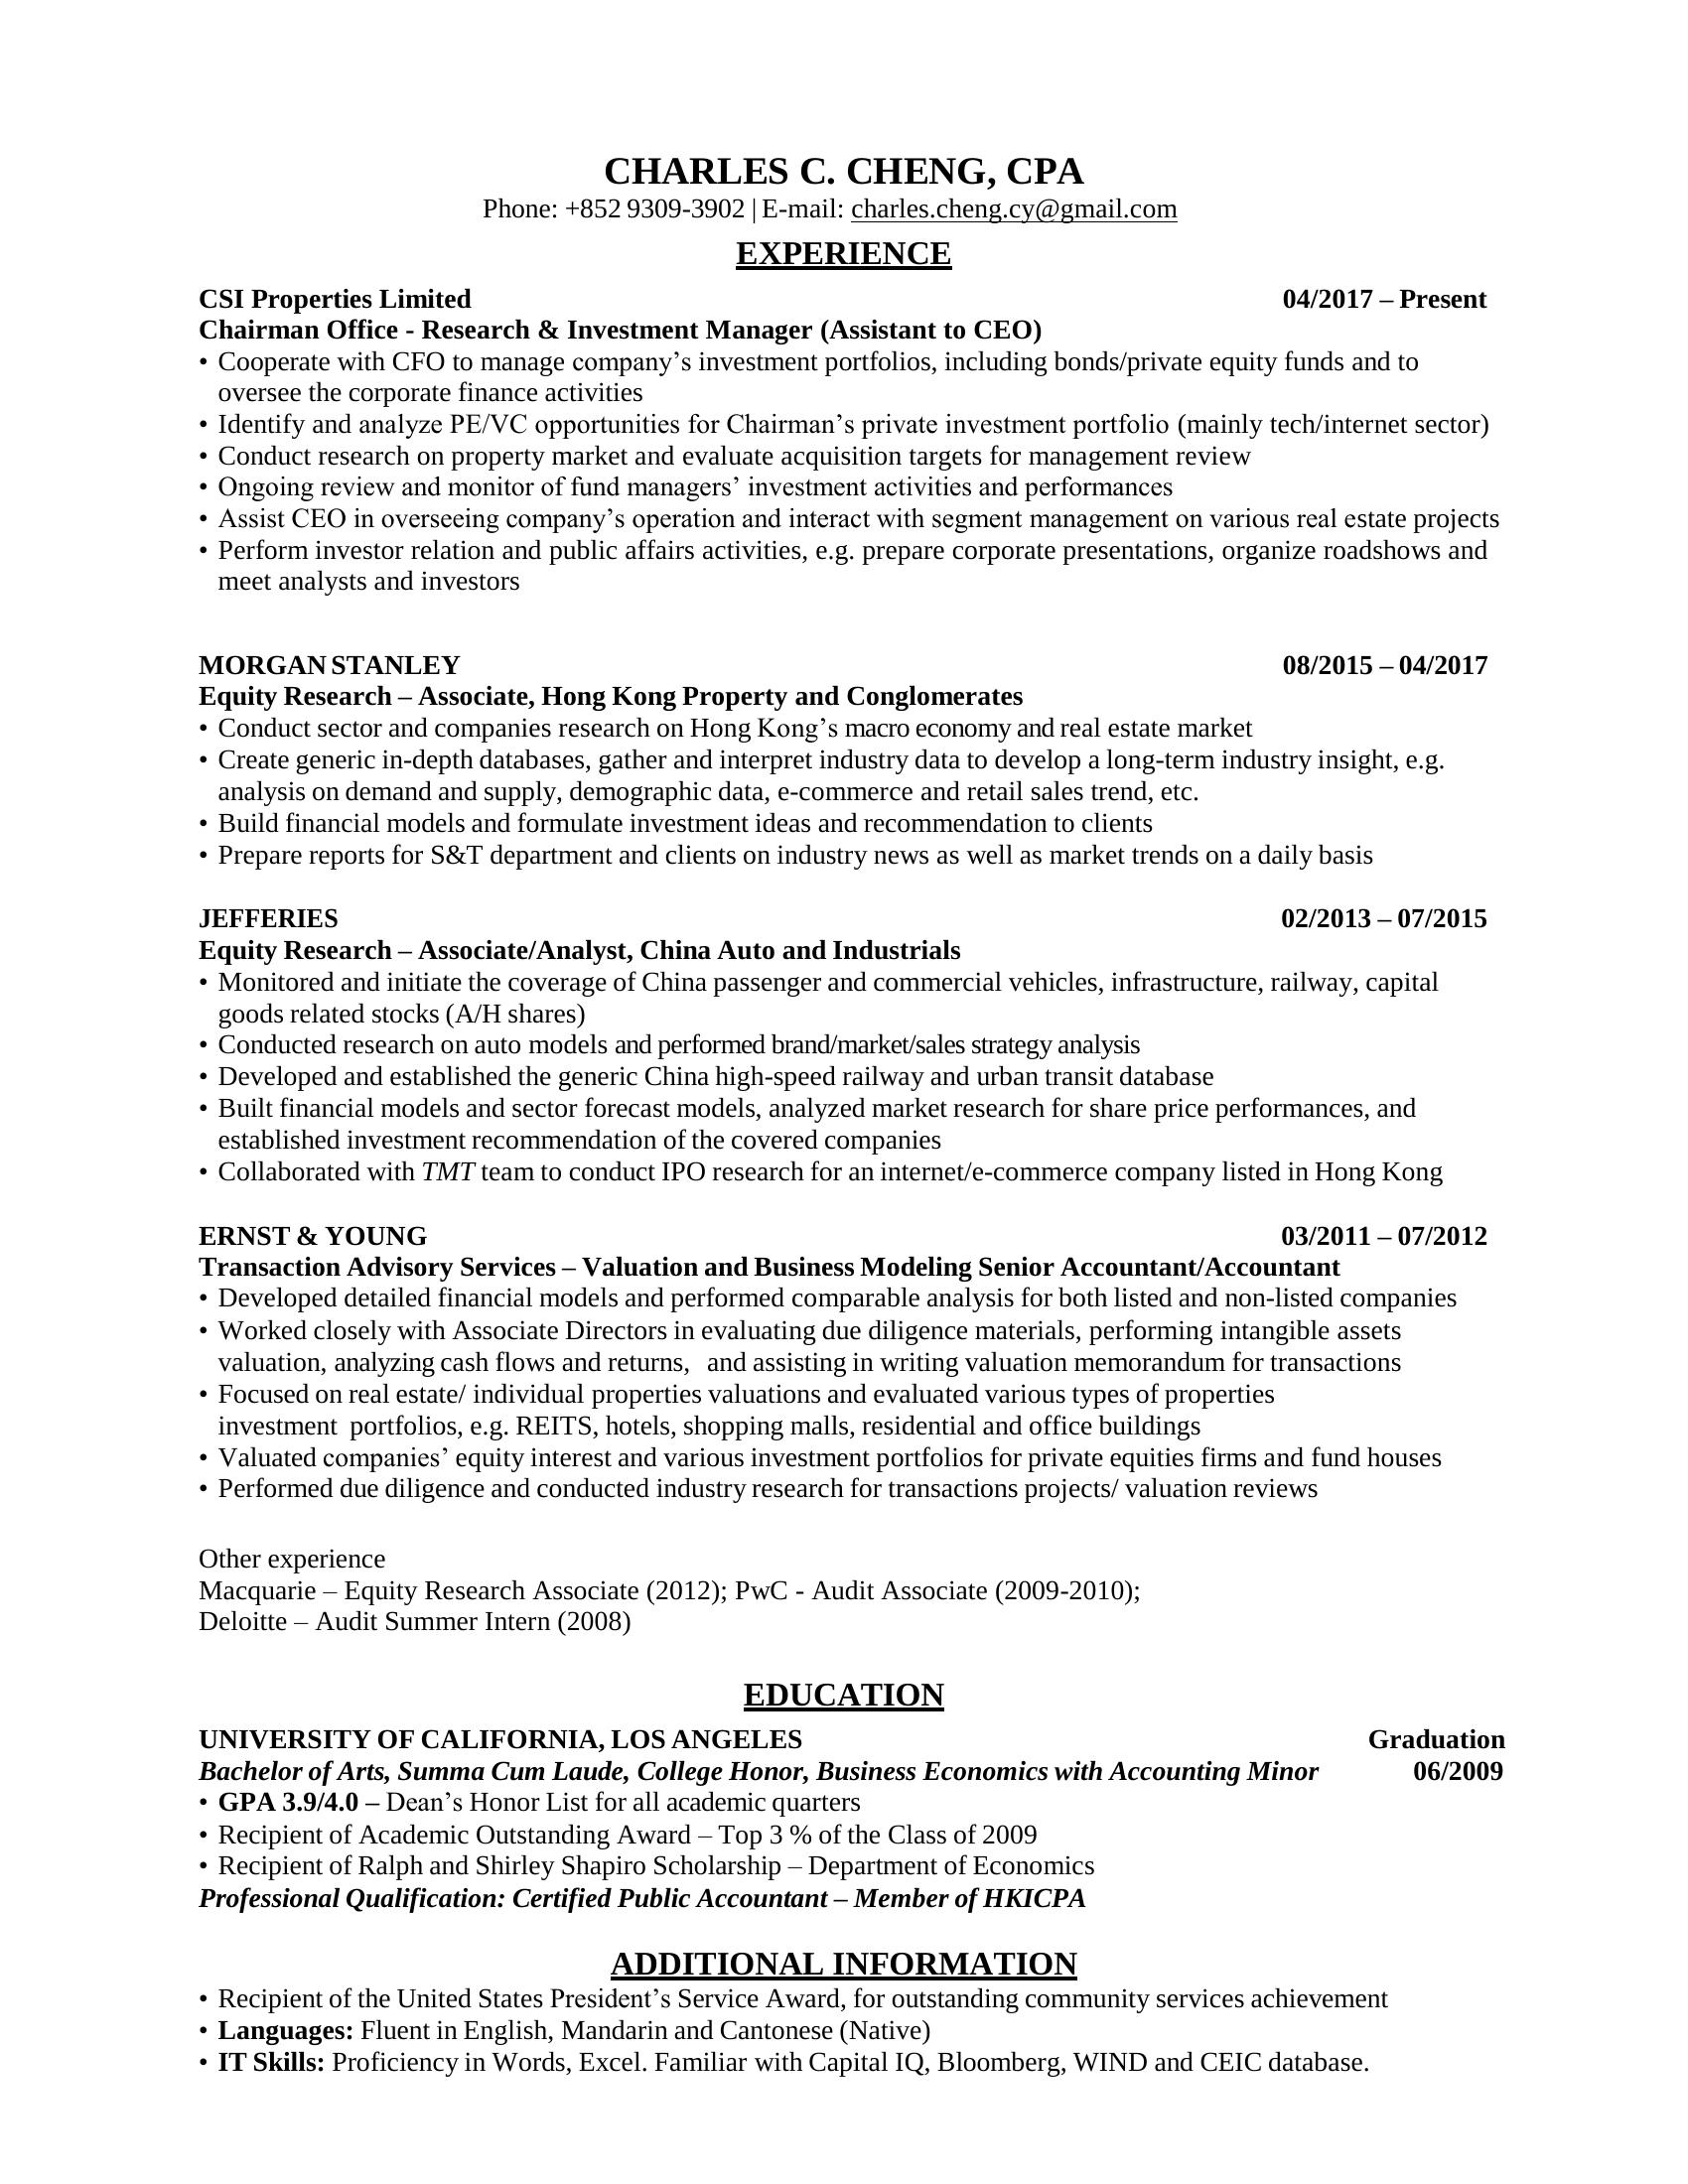 CHARLES C. CHENG, CPA
Phone: +852 9309-3902 | E-mail: charles.cheng.cy@gmail.com
EXPERIENCE
CSI Properties Limited 04/2017 – Present
Chairman Office - Research & Investment Manager (Assistant to CEO)
• Cooperate with CFO to manage company’s investment portfolios, including bonds/private equity funds and to
oversee the corporate finance activities
• Identify and analyze PE/VC opportunities for Chairman’s private investment portfolio (mainly tech/internet sector)
• Conduct research on property market and evaluate acquisition targets for management review
• Ongoing review and monitor of fund managers’ investment activities and performances
• Assist CEO in overseeing company’s operation and interact with segment management on various real estate projects
• Perform investor relation and public affairs activities, e.g. prepare corporate presentations, organize roadshows and
meet analysts and investors
MORGAN STANLEY 08/2015 – 04/2017
Equity Research – Associate, Hong Kong Property and Conglomerates
• Conduct sector and companies research on Hong Kong’s macro economy and real estate market
• Create generic in-depth databases, gather and interpret industry data to develop a long-term industry insight, e.g.
analysis on demand and supply, demographic data, e-commerce and retail sales trend, etc.
• Build financial models and formulate investment ideas and recommendation to clients
• Prepare reports for S&T department and clients on industry news as well as market trends on a daily basis
JEFFERIES 02/2013 – 07/2015
Equity Research – Associate/Analyst, China Auto and Industrials
• Monitored and initiate the coverage of China passenger and commercial vehicles, infrastructure, railway, capital
goods related stocks (A/H shares)
• Conducted research on auto models and performed brand/market/sales strategy analysis
• Developed and established the generic China high-speed railway and urban transit database
• Built financial models and sector forecast models, analyzed market research for share price performances, and
established investment recommendation of the covered companies
• Collaborated with TMT team to conduct IPO research for an internet/e-commerce company listed in Hong Kong
ERNST & YOUNG 03/2011 – 07/2012
Transaction Advisory Services – Valuation and Business Modeling Senior Accountant/Accountant
• Developed detailed financial models and performed comparable analysis for both listed and non-listed companies
• Worked closely with Associate Directors in evaluating due diligence materials, performing intangible assets
valuation, analyzing cash flows and returns, and assisting in writing valuation memorandum for transactions
• Focused on real estate/ individual properties valuations and evaluated various types of properties
investment portfolios, e.g. REITS, hotels, shopping malls, residential and office buildings
• Valuated companies’ equity interest and various investment portfolios for private equities firms and fund houses
• Performed due diligence and conducted industry research for transactions projects/ valuation reviews
Other experience
Macquarie – Equity Research Associate (2012); PwC - Audit Associate (2009-2010);
Deloitte – Audit Summer Intern (2008)
EDUCATION
UNIVERSITY OF CALIFORNIA, LOS ANGELES Graduation
Bachelor of Arts, Summa Cum Laude, College Honor, Business Economics with Accounting Minor 06/2009
• GPA 3.9/4.0 – Dean’s Honor List for all academic quarters
• Recipient of Academic Outstanding Award – Top 3 % of the Class of 2009
• Recipient of Ralph and Shirley Shapiro Scholarship – Department of Economics
Professional Qualification: Certified Public Accountant – Member of HKICPA
ADDITIONAL INFORMATION
• Recipient of the United States President’s Service Award, for outstanding community services achievement
• Languages: Fluent in English, Mandarin and Cantonese (Native)
• IT Skills: Proficiency in Words, Excel. Familiar with Capital IQ, Bloomberg, WIND and CEIC database.